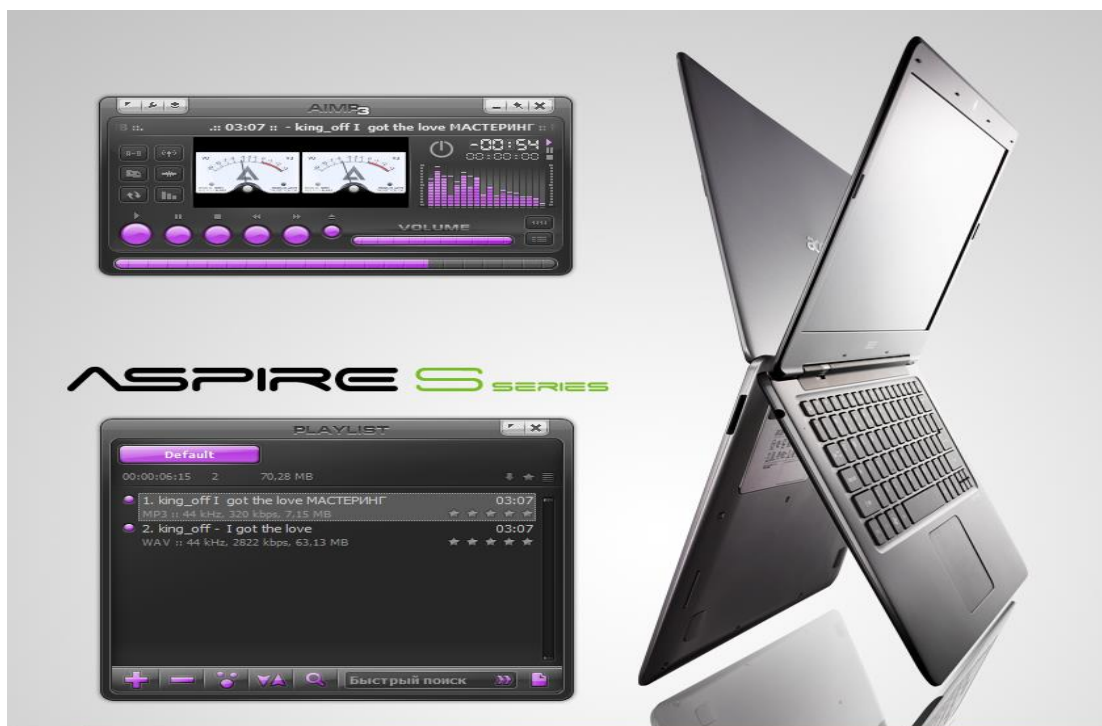 AIMP3
.:: 03:07 :: - king_off I got the love МАСТЕРИНГ ::
-00:54
00:00:00
VOLUME
ASPIRE S SERIES
PLAYLIST
Default
00:00:06:15 2 70,28 MB
1. king_off I got the love МАСТЕРИНГ 03:07
MP3 :: 44 kHz, 320 kbps, 7,15 MB
2. king_off - I got the love 03:07
WAV :: 44 kHz, 2822 kbps, 63,13 MB
Быстрый поиск